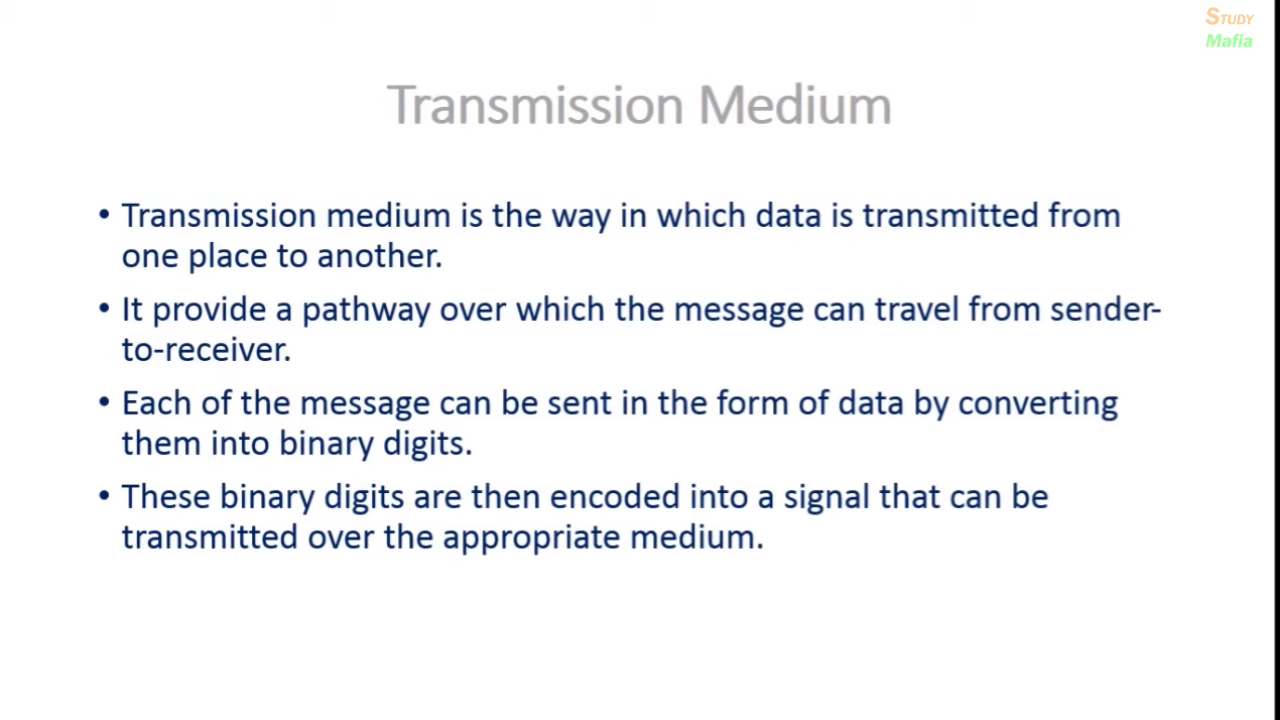 STUDY
Mafia
Transmission Medium
• Transmission medium is the way in which data is transmitted from
one place to another.
• It provide a pathway over which the message can travel from sender-
to-receiver.
• Each of the message can be sent in the form of data by converting
them into binary digits.
• These binary digits are then encoded into a signal that can be
transmitted over the appropriate medium.